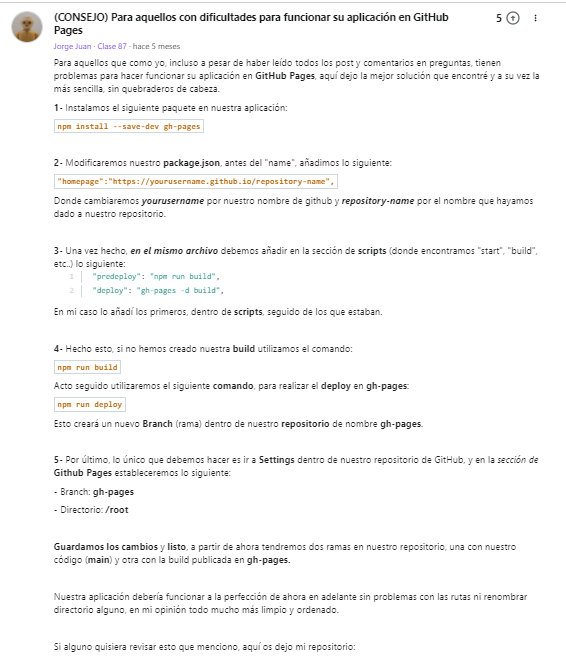 (CONSEJO) Para aquellos con dificultades para funcionar su aplicación en GitHub
Pages
5
Jorge Juan - Clase 87 - hace 5 meses
Para aquellos que como yo, incluso a pesar de haber leído todos los post y comentarios en preguntas, tienen
problemas para hacer funcionar su aplicación en GitHub Pages, aquí dejo la mejor solución que encontré y a su vez la
más sencilla, sin quebraderos de cabeza.
1- Instalamos el siguiente paquete en nuestra aplicación:
npm install --save-dev gh-pages
2- Modificaremos nuestro package.json, antes del "name", añadimos lo siguiente:
"homepage":"https://yourusername.github.io/repository-name",
Donde cambiaremos yourusername por nuestro nombre de github y repository-name por el nombre que hayamos
dado a nuestro repositorio.
3- Una vez hecho, en el mismo archivo debemos añadir en la sección de scripts (donde encontramos "start", "build",
etc..) lo siguiente:
1 "predeploy": "npm run build",
2 "deploy": "gh-pages -d build",
En mi caso lo añadí los primeros, dentro de scripts, seguido de los que estaban.
4- Hecho esto, si no hemos creado nuestra build utilizamos el comando:
npm run build
Acto seguido utilizaremos el siguiente comando, para realizar el deploy en gh-pages:
npm run deploy
Esto creará un nuevo Branch (rama) dentro de nuestro repositorio de nombre gh-pages.
5- Por último, lo único que debemos hacer es ir a Settings dentro de nuestro repositorio de GitHub, y en la sección de
Github Pages estableceremos lo siguiente:
- Branch: gh-pages
- Directorio: /root
Guardamos los cambios y listo, a partir de ahora tendremos dos ramas en nuestro repositorio, una con nuestro
código (main) y otra con la build publicada en gh-pages.
Nuestra aplicación debería funcionar a la perfección de ahora en adelante sin problemas con las rutas ni renombrar
directorio alguno, en mi opinión todo mucho más limpio y ordenado.
Si alguno quisiera revisar esto que menciono, aquí os dejo mi repositorio: